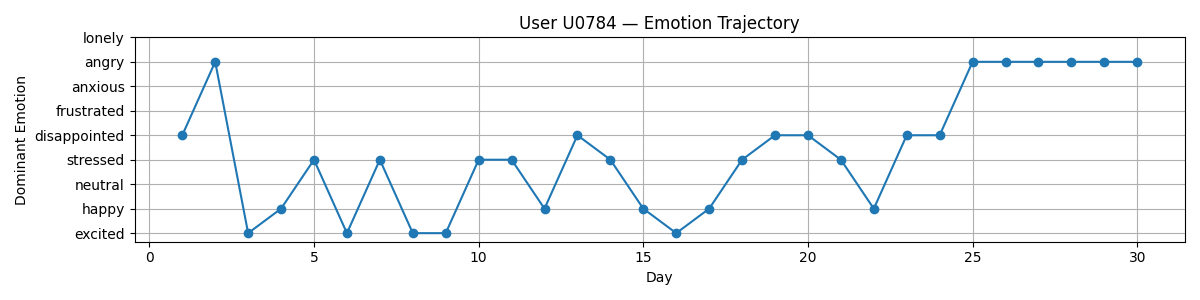 User U0784 — Emotion Trajectory
Dominant Emotion
lonely
angry
anxious
frustrated
disappointed
stressed
neutral
happy
excited
0 5 10 15 20 25 30
Day